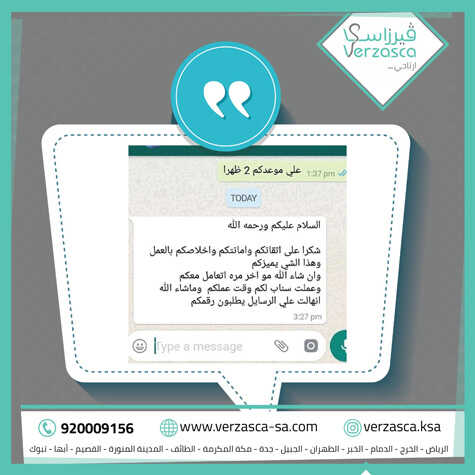 ڤيرزاسكا
Verzasca
ارتاحي...
علي موعدكم 2 ظهرا
1:37 pm
TODAY
السلام عليكم ورحمه الله
شكرا على اتقانكم وامانتكم واخلاصكم بالعمل
وهذا الشي يميزكم
وان شاء الله مو اخر مره اتعامل معكم
وعملت سناب لكم وقت عملكم وماشاء الله
انهالت علي الرسايل يطلبون رقمكم
3:27 pm
Type a message
920009156
www.verzasca-sa.com
verzasca.ksa
الرياض - الخرج - الدمام - الخبر - الظهران - الجبيل - جدة - مكة المكرمة - الطائف - المدينة المنورة - القصيم - أبها - تبوك